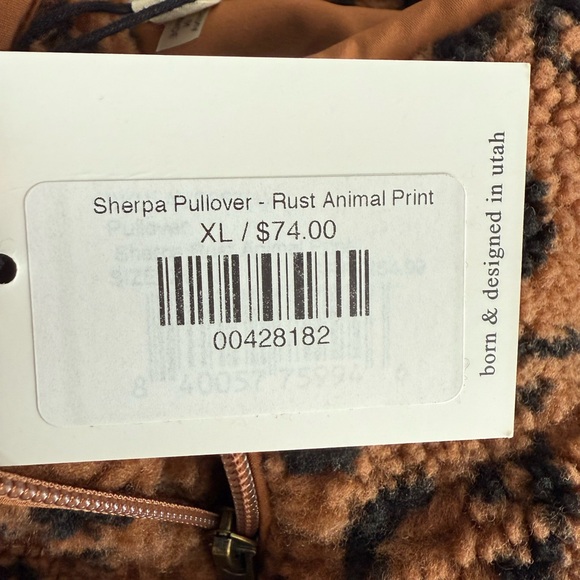 Sherpa Pullover - Rust Animal Print
XL / $74.00
00428182
born & designed in utah